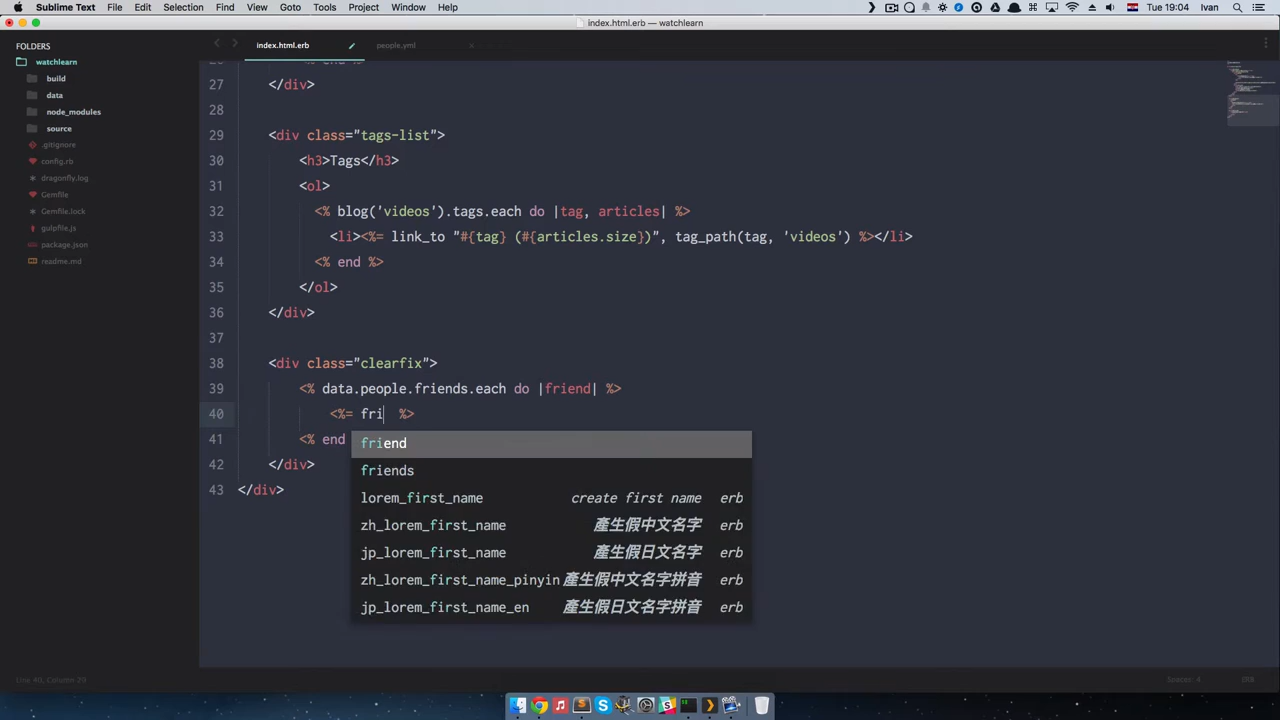 Sublime Text File Edit Selection Find View Goto Tools Project Window Help Tue 19:04 Ivan
index.html.erb — watchlearn
FOLDERS
watchlearn
build
data
node_modules
source
.gitignore
config.rb
dragonfly.log
Gemfile
Gemfile.lock
gulpfile.js
package.json
readme.md
index.html.erb people.yml
27 </div>
28
29 <div class="tags-list">
30 <h3>Tags</h3>
31 <ol>
32 <% blog('videos').tags.each do |tag, articles| %>
33 <li><%= link_to "#{tag} (#{articles.size})", tag_path(tag, 'videos') %></li>
34 <% end %>
35 </ol>
36 </div>
37
38 <div class="clearfix">
39 <% data.people.friends.each do |friend| %>
40 <%= fri %>
41 <% end
42 </div>
43 </div>
friend
friends
lorem_first_name create first name erb
zh_lorem_first_name 產生假中文名字 erb
jp_lorem_first_name 產生假日文名字 erb
zh_lorem_first_name_pinyin 產生假中文名字拼音 erb
jp_lorem_first_name_en 產生假日文名字拼音 erb
Line 40, Column 29
Spaces: 4